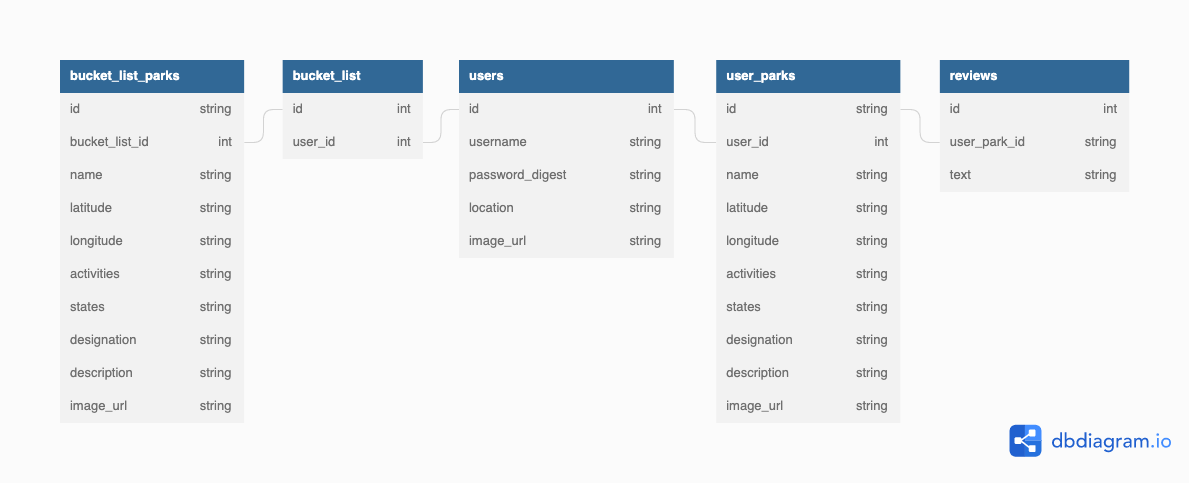 bucket_list_parks
id string
bucket_list_id int
name string
latitude string
longitude string
activities string
states string
designation string
description string
image_url string
bucket_list
id int
user_id int
users
id int
username string
password_digest string
location string
image_url string
user_parks
id string
user_id int
name string
latitude string
longitude string
activities string
states string
designation string
description string
image_url string
reviews
id int
user_park_id string
text string
dbdiagram.io